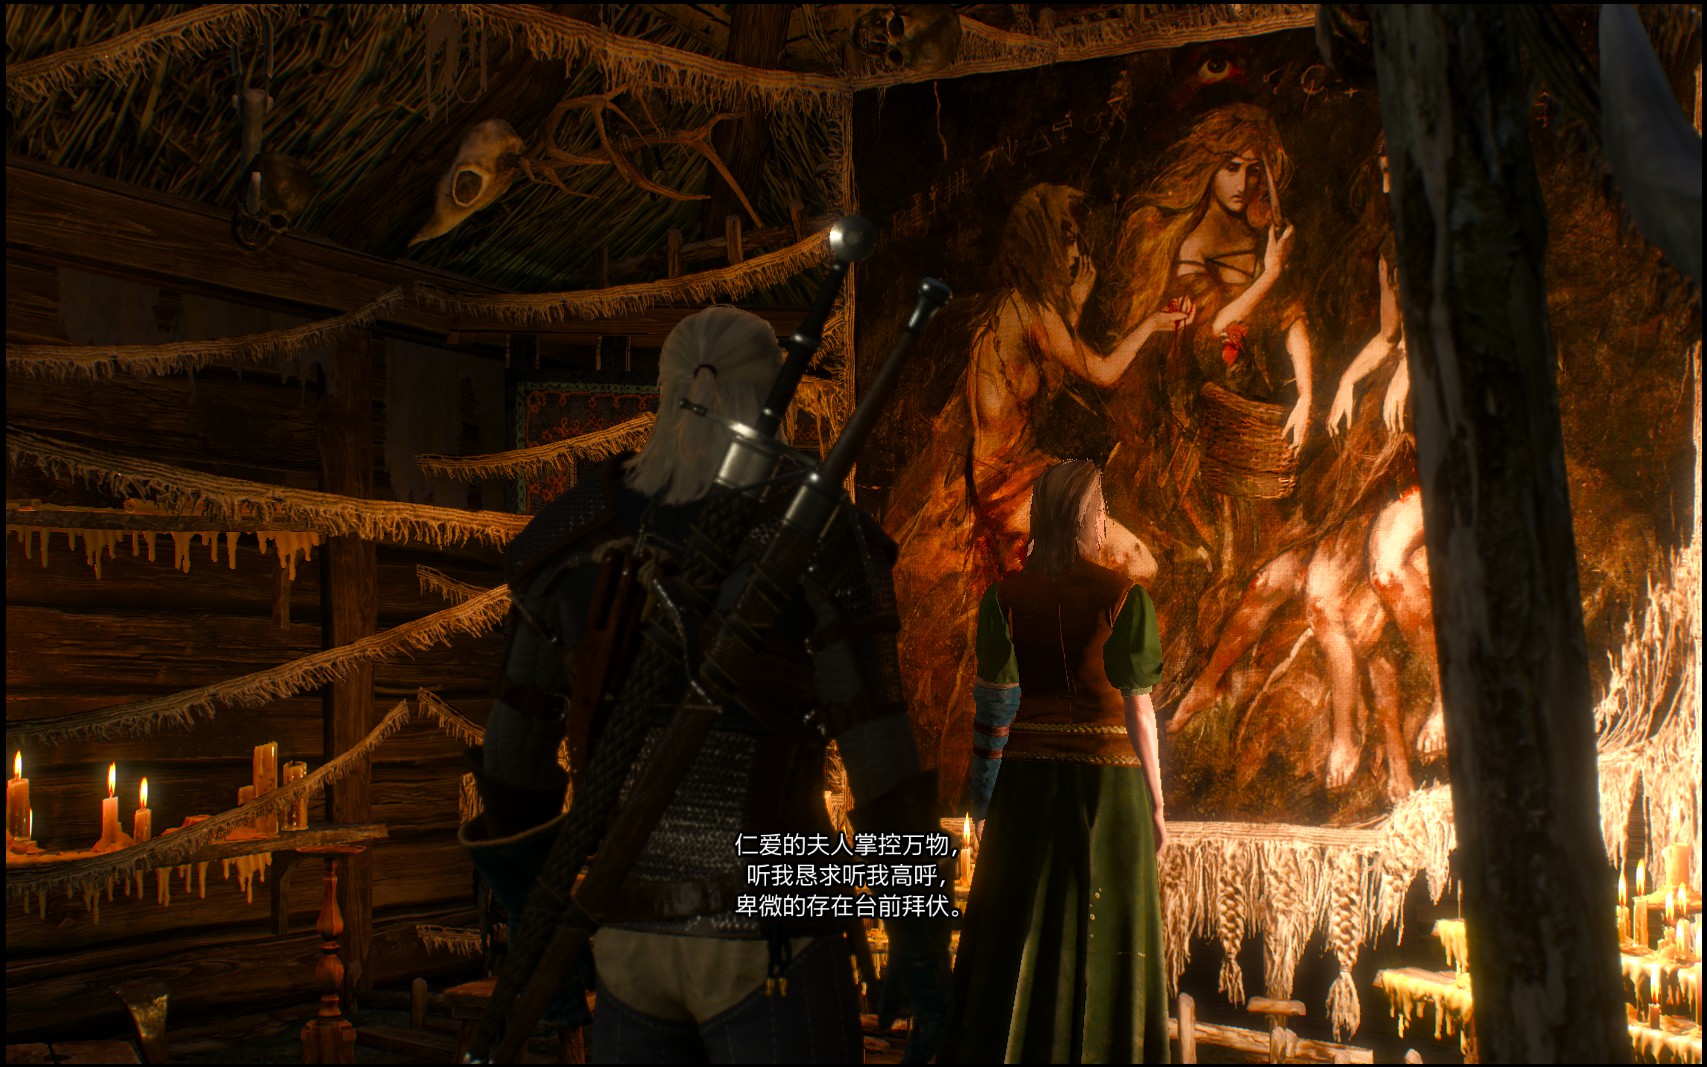 仁爱的夫人掌控万物，
听我恳求听我高呼，
卑微的存在台前拜伏。